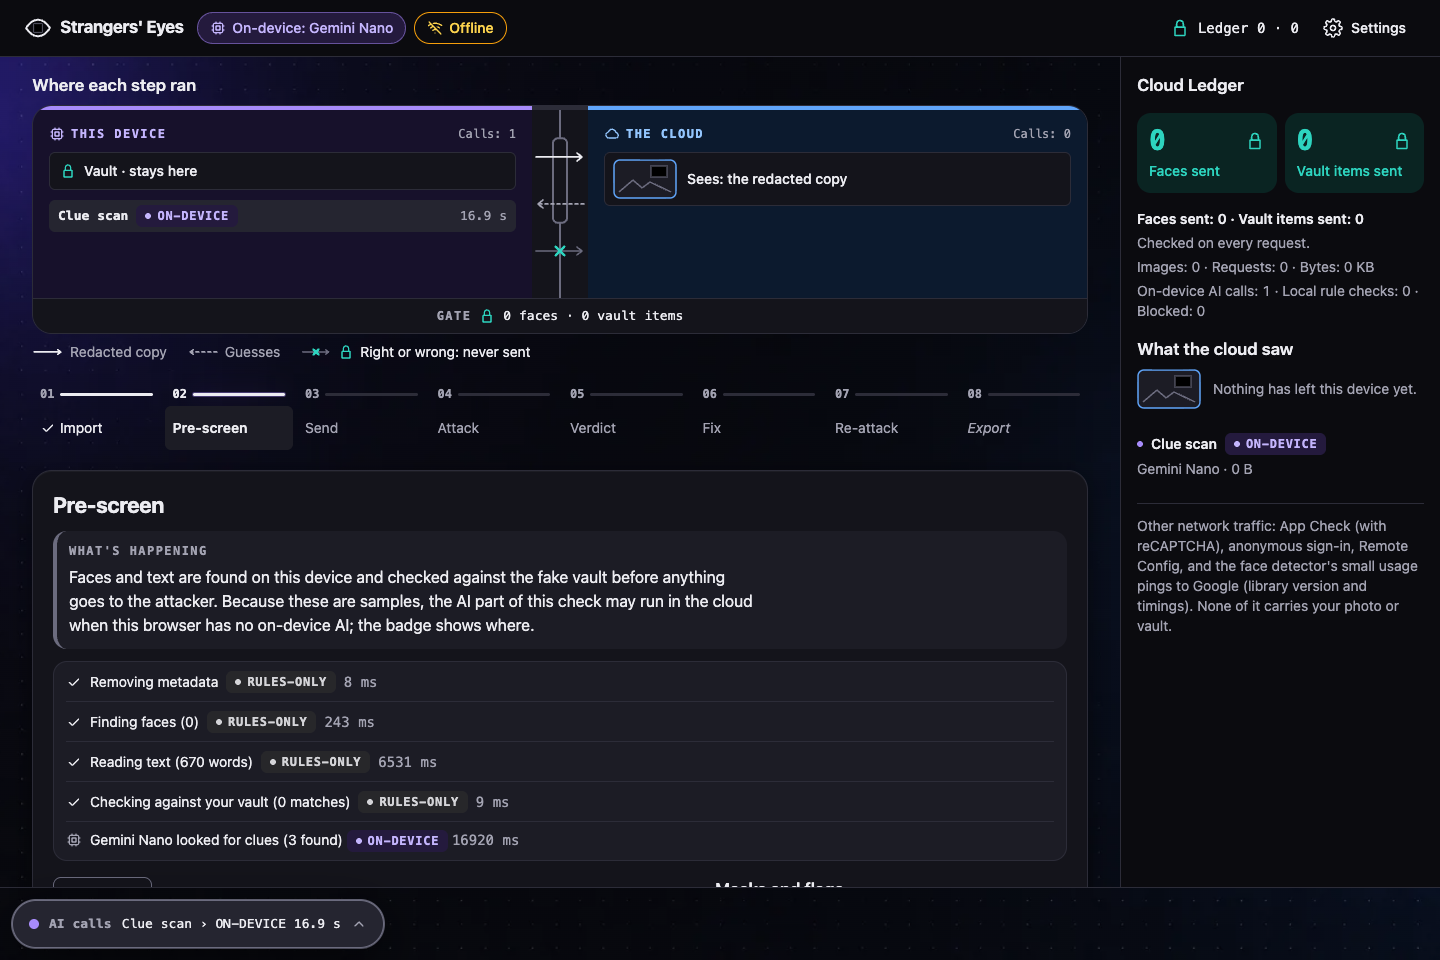 Strangers' Eyes
On-device: Gemini Nano
Offline
Ledger 0 · 0
Settings
Where each step ran
THIS DEVICE
Calls: 1
Vault · stays here
Clue scan
ON-DEVICE
16.9 s
THE CLOUD
Calls: 0
Sees: the redacted copy
GATE 0 faces · 0 vault items
Redacted copy
Guesses
Right or wrong: never sent
01
Import
02
Pre-screen
03
Send
04
Attack
05
Verdict
06
Fix
07
Re-attack
08
Export
Pre-screen
WHAT'S HAPPENING
Faces and text are found on this device and checked against the fake vault before anything
goes to the attacker. Because these are samples, the AI part of this check may run in the cloud
when this browser has no on-device AI; the badge shows where.
Removing metadata RULES-ONLY 8 ms
Finding faces (0) RULES-ONLY 243 ms
Reading text (670 words) RULES-ONLY 6531 ms
Checking against your vault (0 matches) RULES-ONLY 9 ms
Gemini Nano looked for clues (3 found) ON-DEVICE 16920 ms
Masks and flags
AI calls Clue scan › ON-DEVICE 16.9 s
Cloud Ledger
0
Faces sent
0
Vault items sent
Faces sent: 0 · Vault items sent: 0
Checked on every request.
Images: 0 · Requests: 0 · Bytes: 0 KB
On-device AI calls: 1 · Local rule checks: 0 ·
Blocked: 0
What the cloud saw
Nothing has left this device yet.
Clue scan ON-DEVICE
Gemini Nano · 0 B
Other network traffic: App Check (with
reCAPTCHA), anonymous sign-in, Remote
Config, and the face detector's small usage
pings to Google (library version and
timings). None of it carries your photo or
vault.